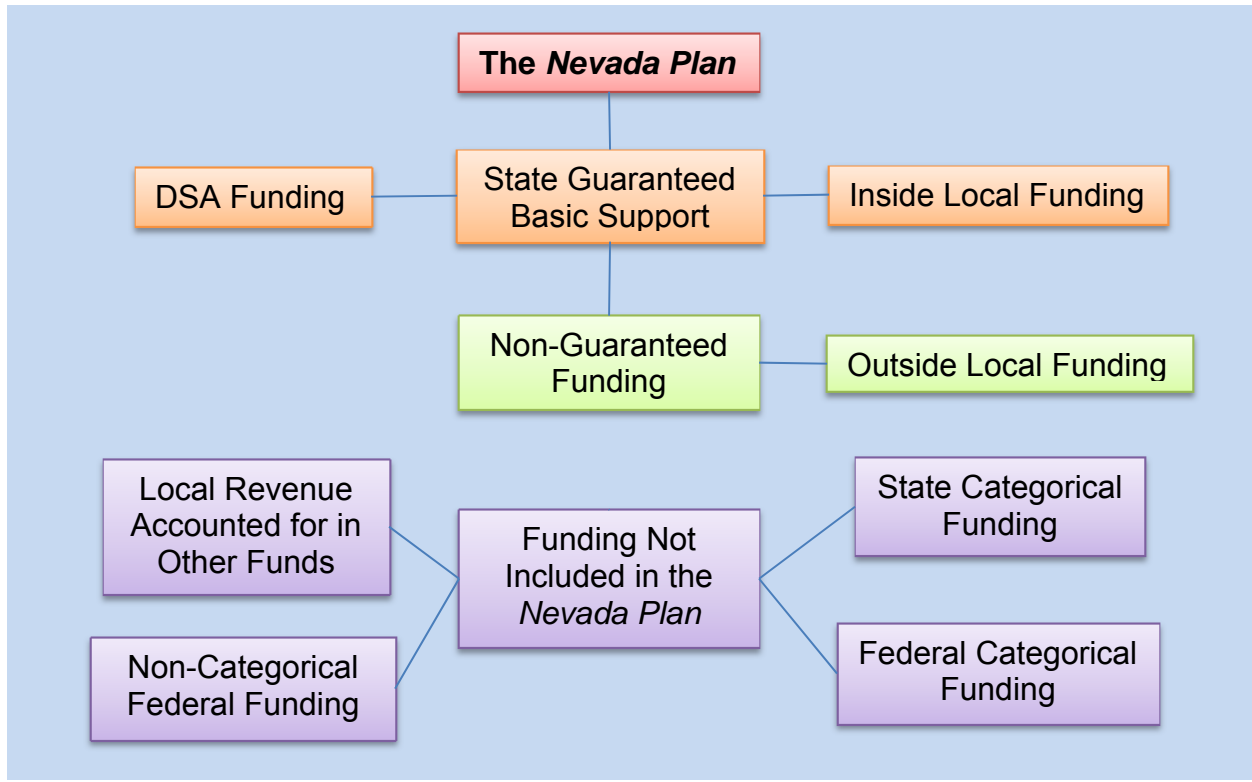 The Nevada Plan
DSA Funding
State Guaranteed
Basic Support
Inside Local Funding
Non-Guaranteed
Funding
Outside Local Funding
Local Revenue
Accounted for in
Other Funds
Funding Not
Included in the
Nevada Plan
State Categorical
Funding
Non-Categorical
Federal Funding
Federal Categorical
Funding